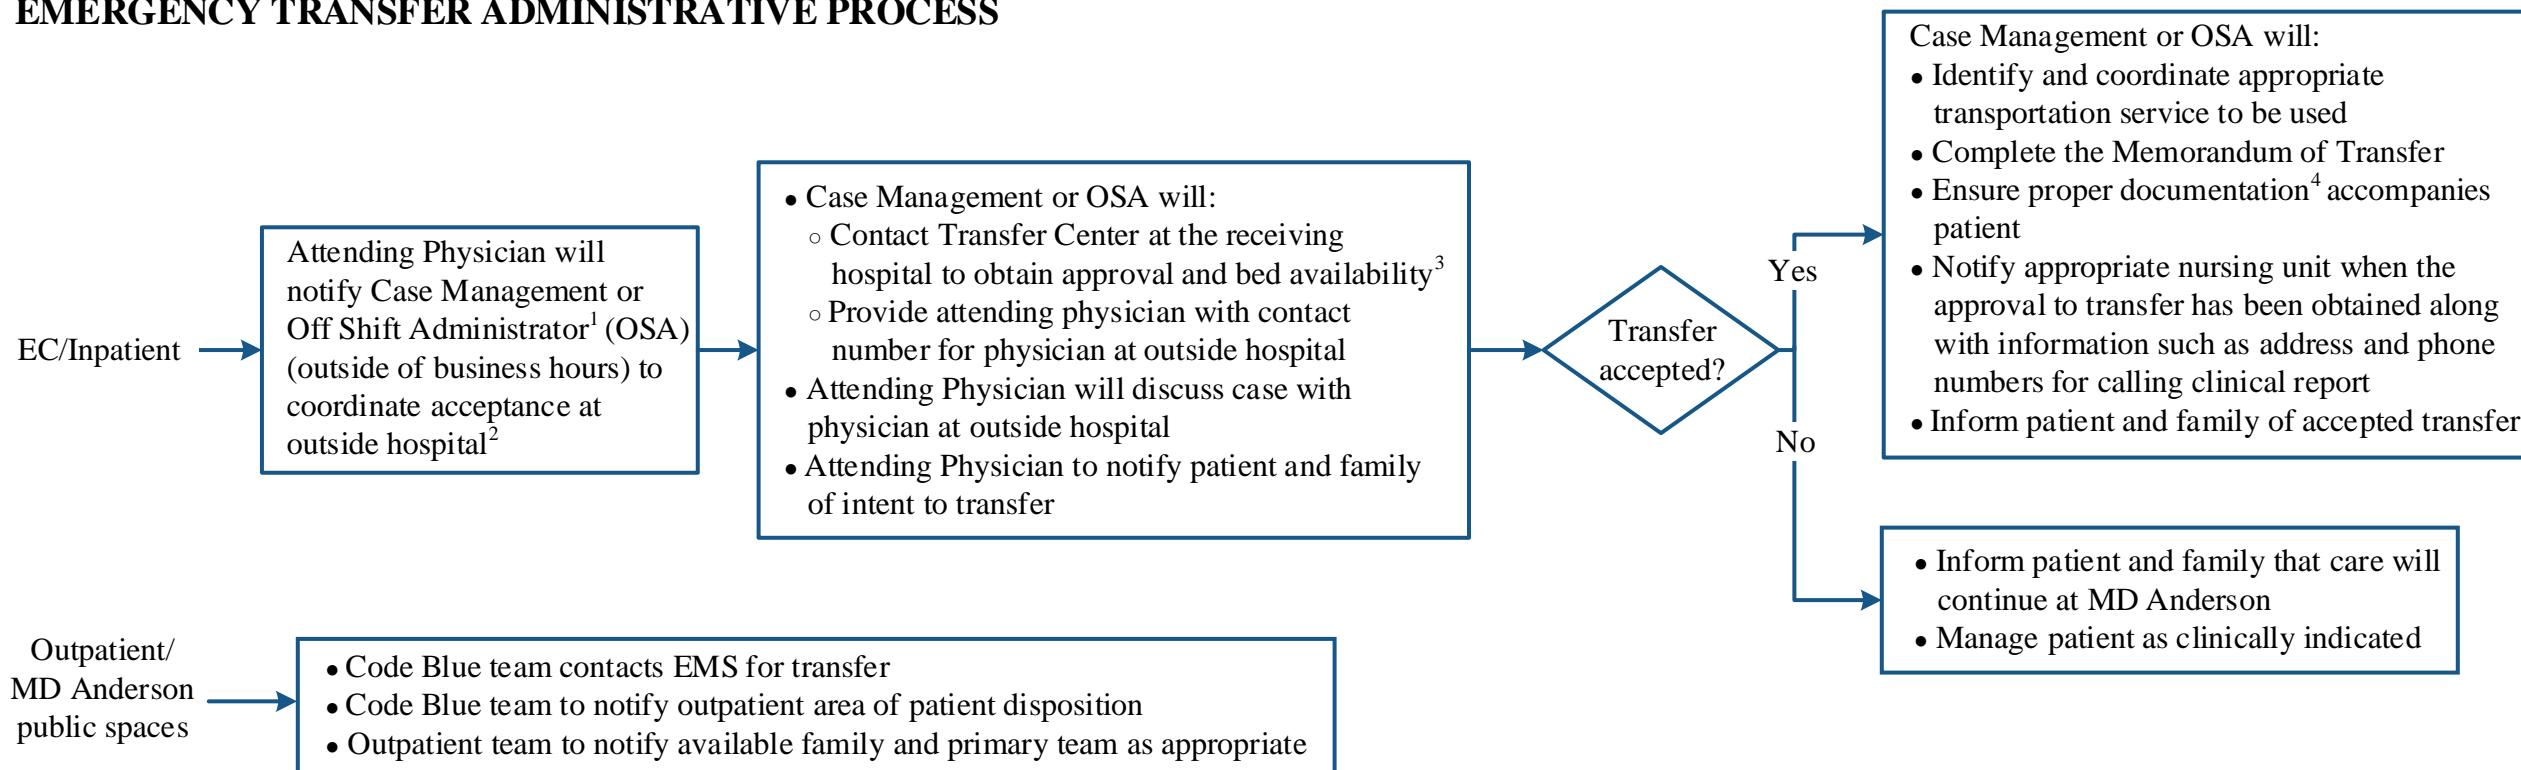 EMERGENCY TRANSFER ADMINISTRATIVE PROCESS
EC/Inpatient
Attending Physician will
notify Case Management or
Off Shift Administrator¹ (OSA)
(outside of business hours) to
coordinate acceptance at
outside hospital²
● Case Management or OSA will:
○ Contact Transfer Center at the receiving
hospital to obtain approval and bed availability³
○ Provide attending physician with contact
number for physician at outside hospital
● Attending Physician will discuss case with
physician at outside hospital
● Attending Physician to notify patient and family
of intent to transfer
Transfer
accepted?
Yes
Case Management or OSA will:
● Identify and coordinate appropriate
transportation service to be used
● Complete the Memorandum of Transfer
● Ensure proper documentation⁴ accompanies
patient
● Notify appropriate nursing unit when the
approval to transfer has been obtained along
with information such as address and phone
numbers for calling clinical report
● Inform patient and family of accepted transfer
No
● Inform patient and family that care will
continue at MD Anderson
● Manage patient as clinically indicated
Outpatient/
MD Anderson
public spaces
● Code Blue team contacts EMS for transfer
● Code Blue team to notify outpatient area of patient disposition
● Outpatient team to notify available family and primary team as appropriate